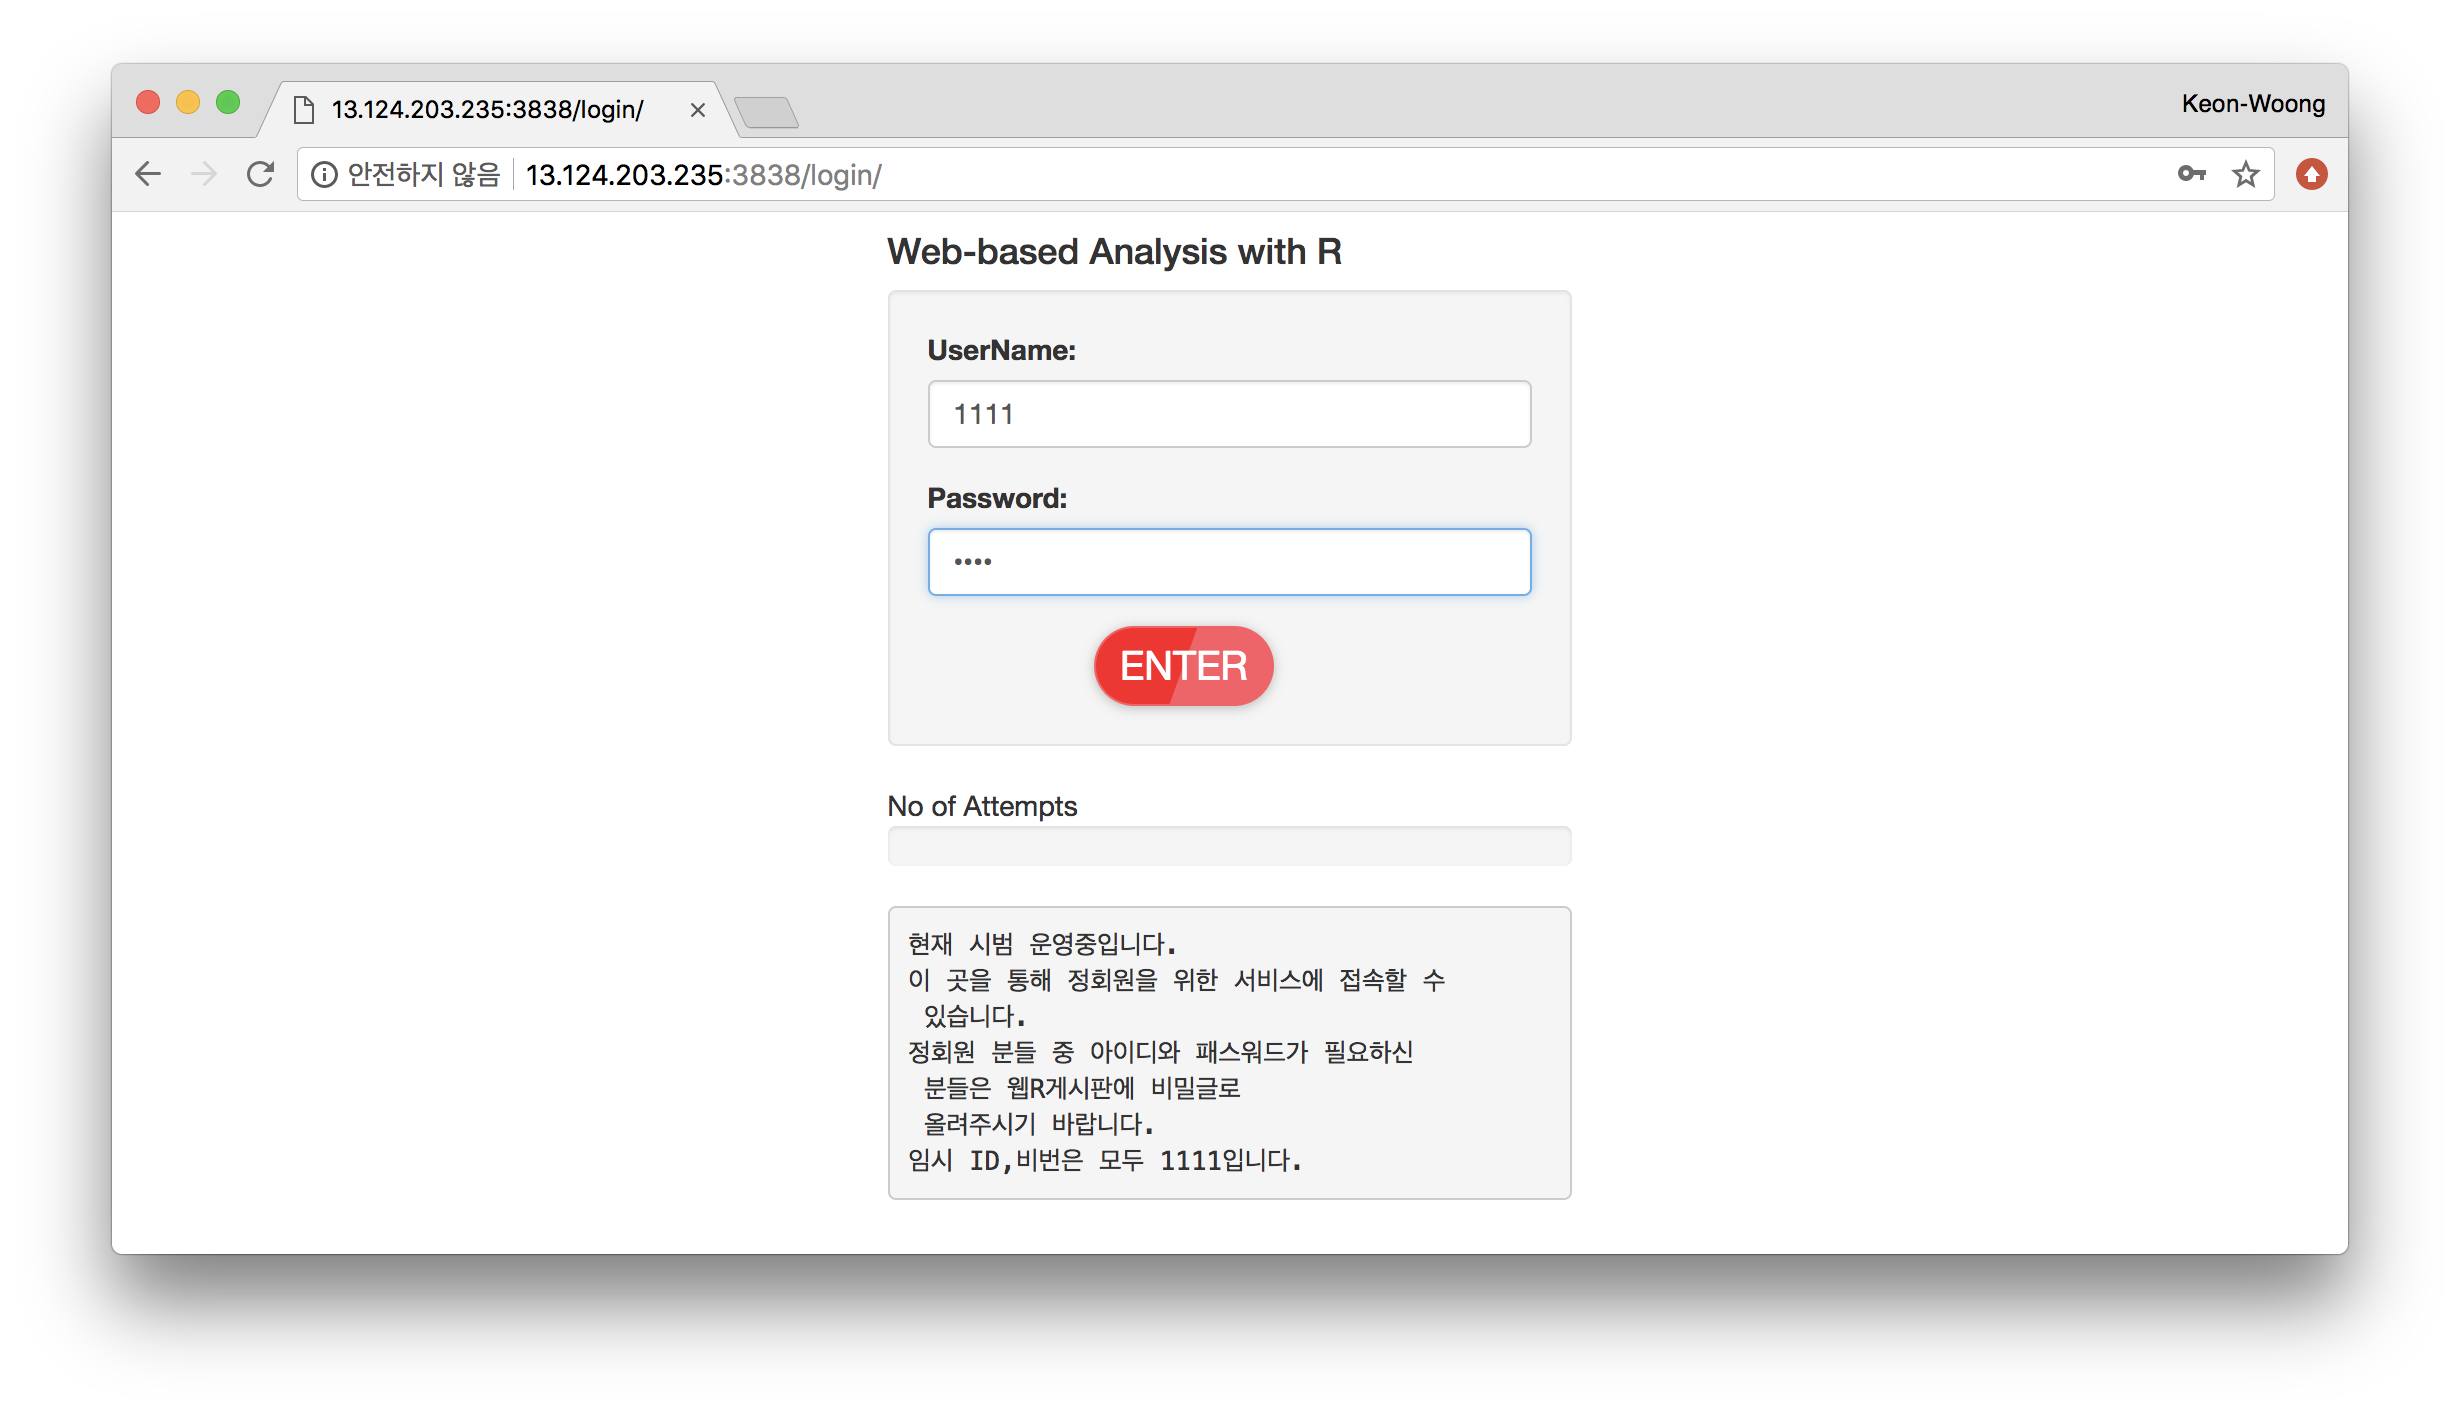 13.124.203.235:3838/login/
Keon-Woong
안전하지 않음 13.124.203.235:3838/login/
Web-based Analysis with R
UserName:
1111
Password:
••••
ENTER
No of Attempts
현재 시범 운영중입니다.
이 곳을 통해 정회원을 위한 서비스에 접속할 수
있습니다.
정회원 분들 중 아이디와 패스워드가 필요하신
분들은 웹R게시판에 비밀글로
올려주시기 바랍니다.
임시 ID,비번은 모두 1111입니다.